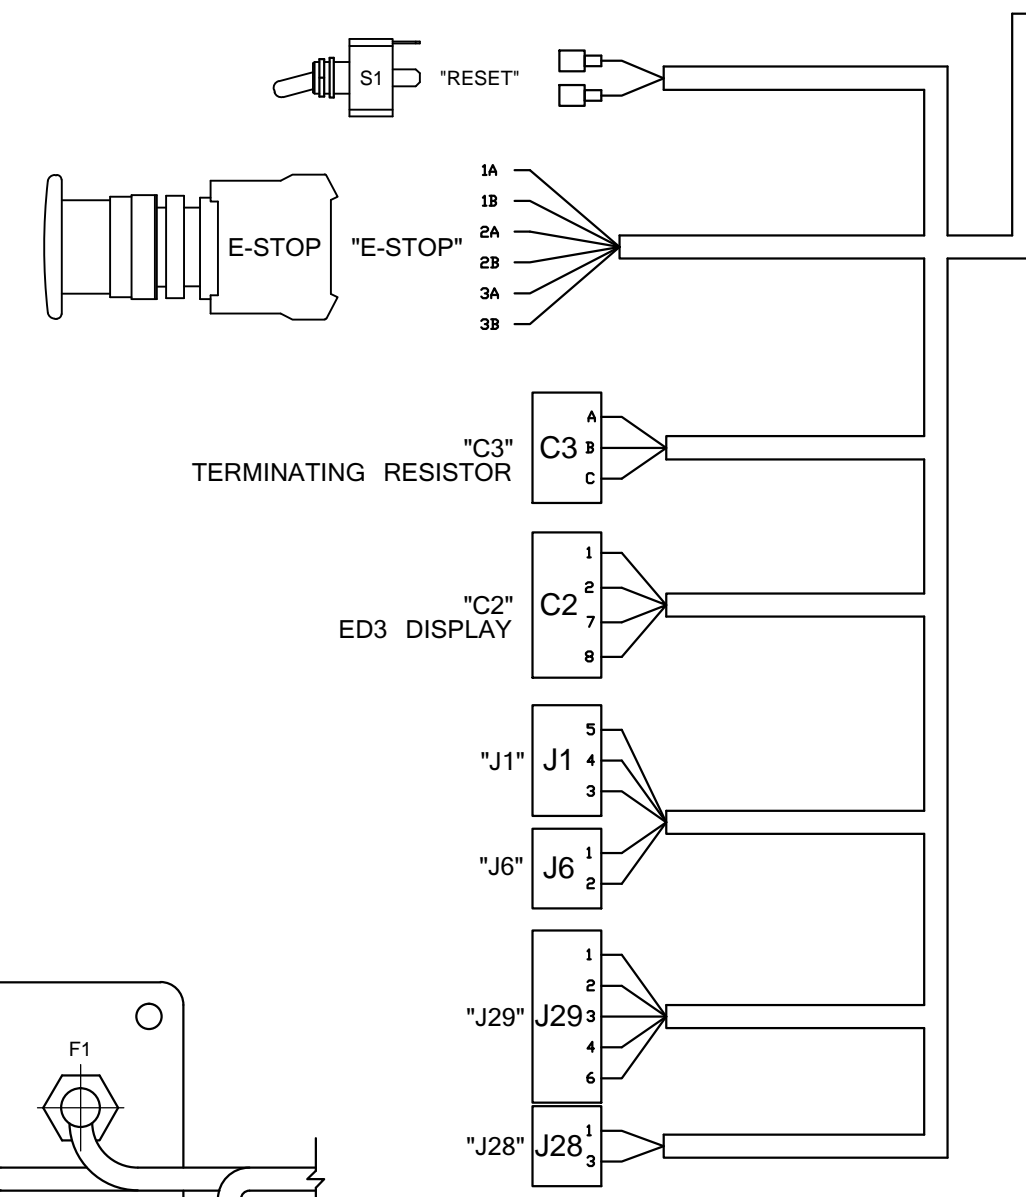 S1 "RESET"
1A
1B
2A
E-STOP "E-STOP"
2B
3A
3B
A
"C3" C3 B
TERMINATING RESISTOR
C
1
2
"C2" C2
7
ED3 DISPLAY
8
5
"J1" J1 4
3
1
"J6" J6
2
1
2
"J29" J29 3
4
6
F1
1
"J28" J28
3